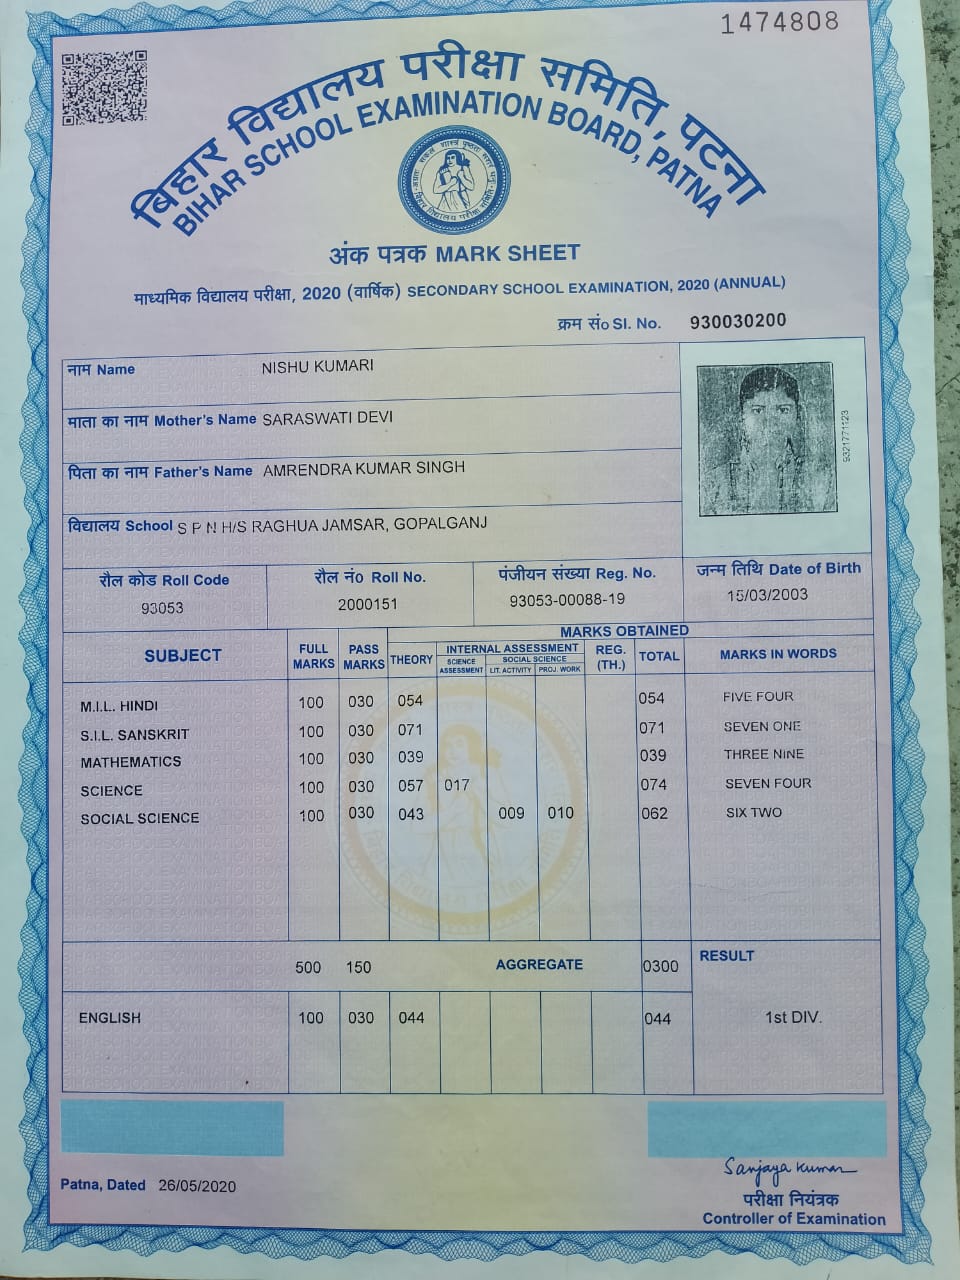 1474808
बिहार विद्यालय परीक्षा समिति, पटना
BIHAR SCHOOL EXAMINATION BOARD, PATNA
अंक पत्रक MARK SHEET
माध्यमिक विद्यालय परीक्षा, 2020 (वार्षिक) SECONDARY SCHOOL EXAMINATION, 2020 (ANNUAL)
क्रम सं० Sl. No. 930030200
नाम Name NISHU KUMARI
माता का नाम Mother's Name SARASWATI DEVI
पिता का नाम Father's Name AMRENDRA KUMAR SINGH
विद्यालय School S P N H/S RAGHUA JAMSAR, GOPALGANJ
9321771123
रौल कोड Roll Code रौल नं० Roll No. पंजीयन संख्या Reg. No. जन्म तिथि Date of Birth
93053 2000151 93053-00088-19 15/03/2003
MARKS OBTAINED
SUBJECT FULL MARKS PASS MARKS THEORY INTERNAL ASSESSMENT REG. (TH.) TOTAL MARKS IN WORDS
SCIENCE ASSESSMENT SOCIAL SCIENCE
LIT. ACTIVITY PROJ. WORK
M.I.L. HINDI 100 030 054 054 FIVE FOUR
S.I.L. SANSKRIT 100 030 071 071 SEVEN ONE
MATHEMATICS 100 030 039 039 THREE NINE
SCIENCE 100 030 057 017 074 SEVEN FOUR
SOCIAL SCIENCE 100 030 043 009 010 062 SIX TWO
500 150 AGGREGATE 0300 RESULT
ENGLISH 100 030 044 044 1st DIV.
Patna, Dated 26/05/2020
Sanjaya Kumar
परीक्षा नियंत्रक
Controller of Examination